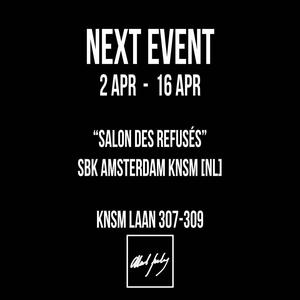 NEXT EVENT
2 APR - 16 APR
“SALON DES REFUSÉS”
SBK AMSTERDAM KNSM [NL]
KNSM LAAN 307-309